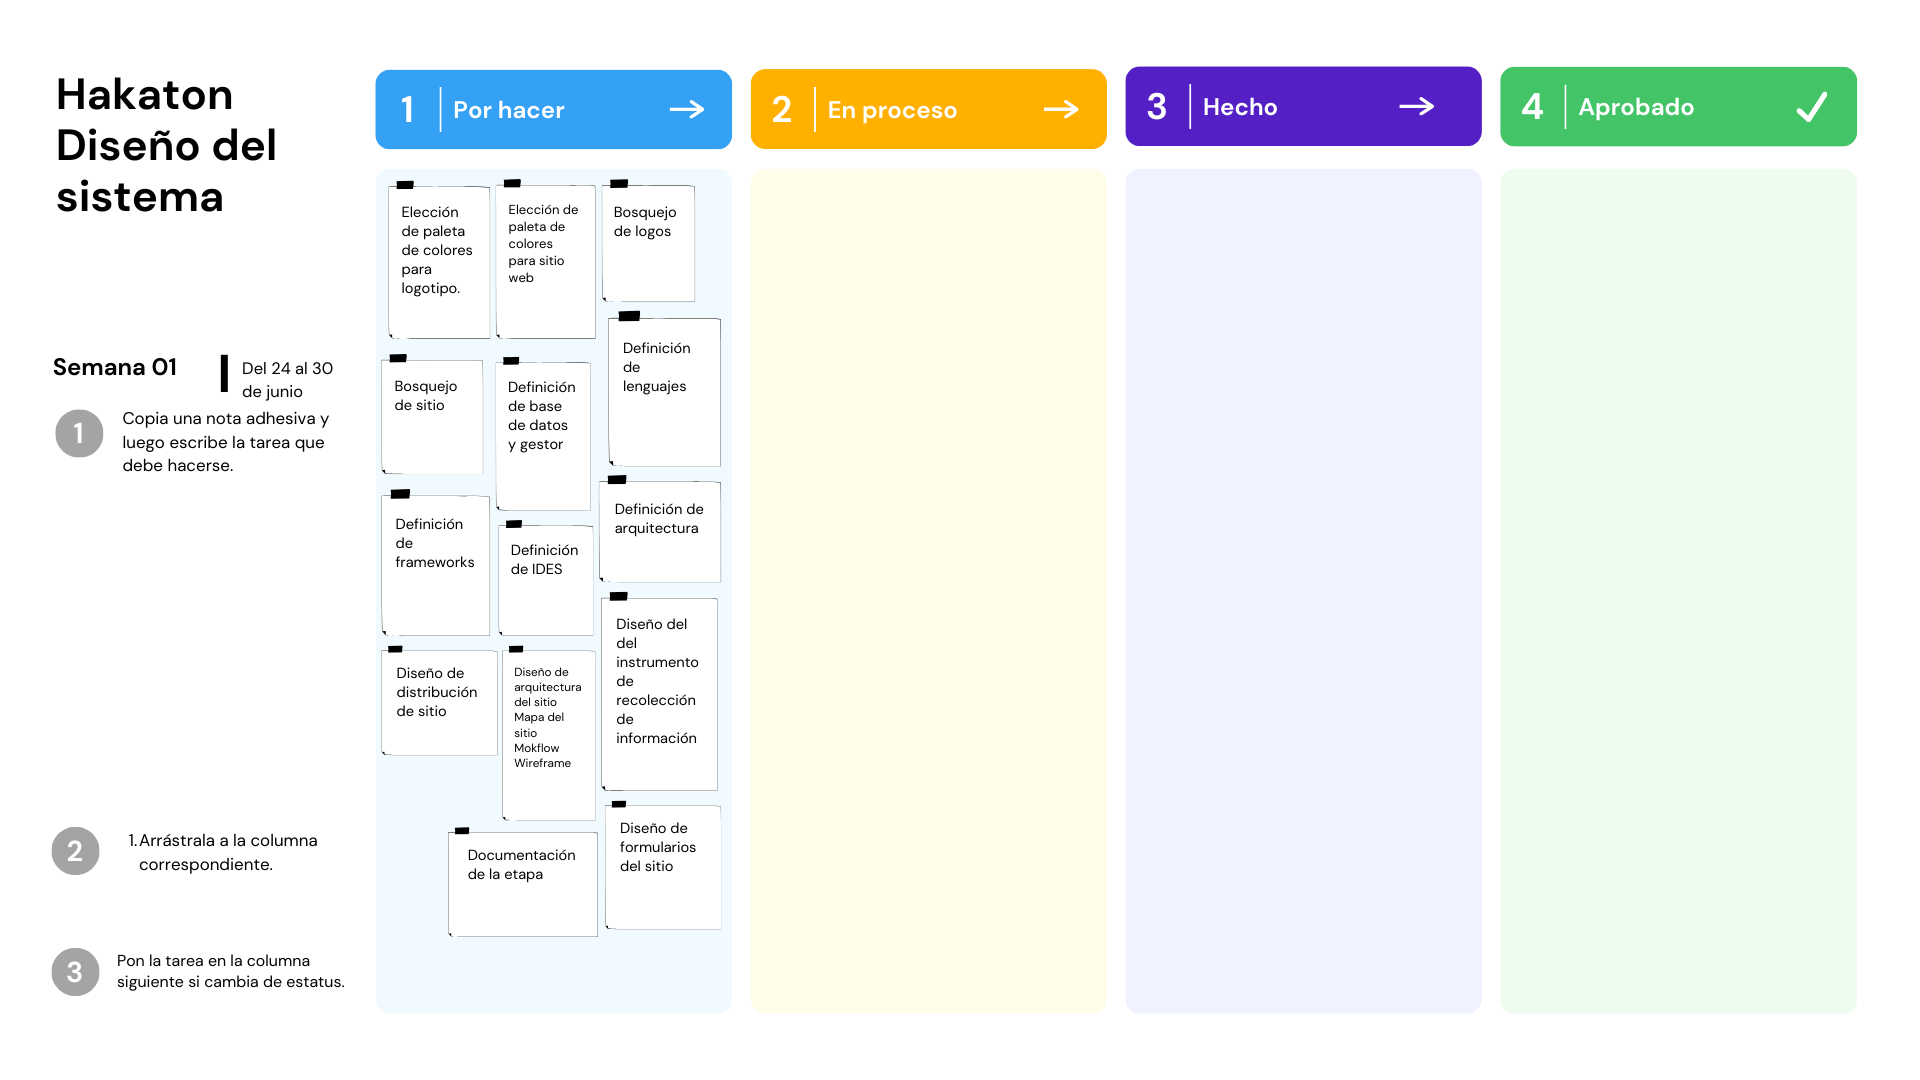 Hakaton
Diseño del
sistema
Semana 01
Del 24 al 30
de junio
1
Copia una nota adhesiva y
luego escribe la tarea que
debe hacerse.
2
1. Arrástrala a la columna
correspondiente.
3
Pon la tarea en la columna
siguiente si cambia de estatus.
1
Por hacer
2
En proceso
3
Hecho
4
Aprobado
Elección
de paleta
de colores
para
logotipo.
Elección de
paleta de
colores
para sitio
web
Bosquejo
de logos
Bosquejo
de sitio
Definición
de base
de datos
y gestor
Definición
de
lenguajes
Definición
de
frameworks
Definición
de IDES
Definición de
arquitectura
Diseño de
distribución
de sitio
Diseño de
arquitectura
del sitio
Mapa del
sitio
Mokflow
Wireframe
Diseño del
del
instrumento
de
recolección
de
información
Documentación
de la etapa
Diseño de
formularios
del sitio